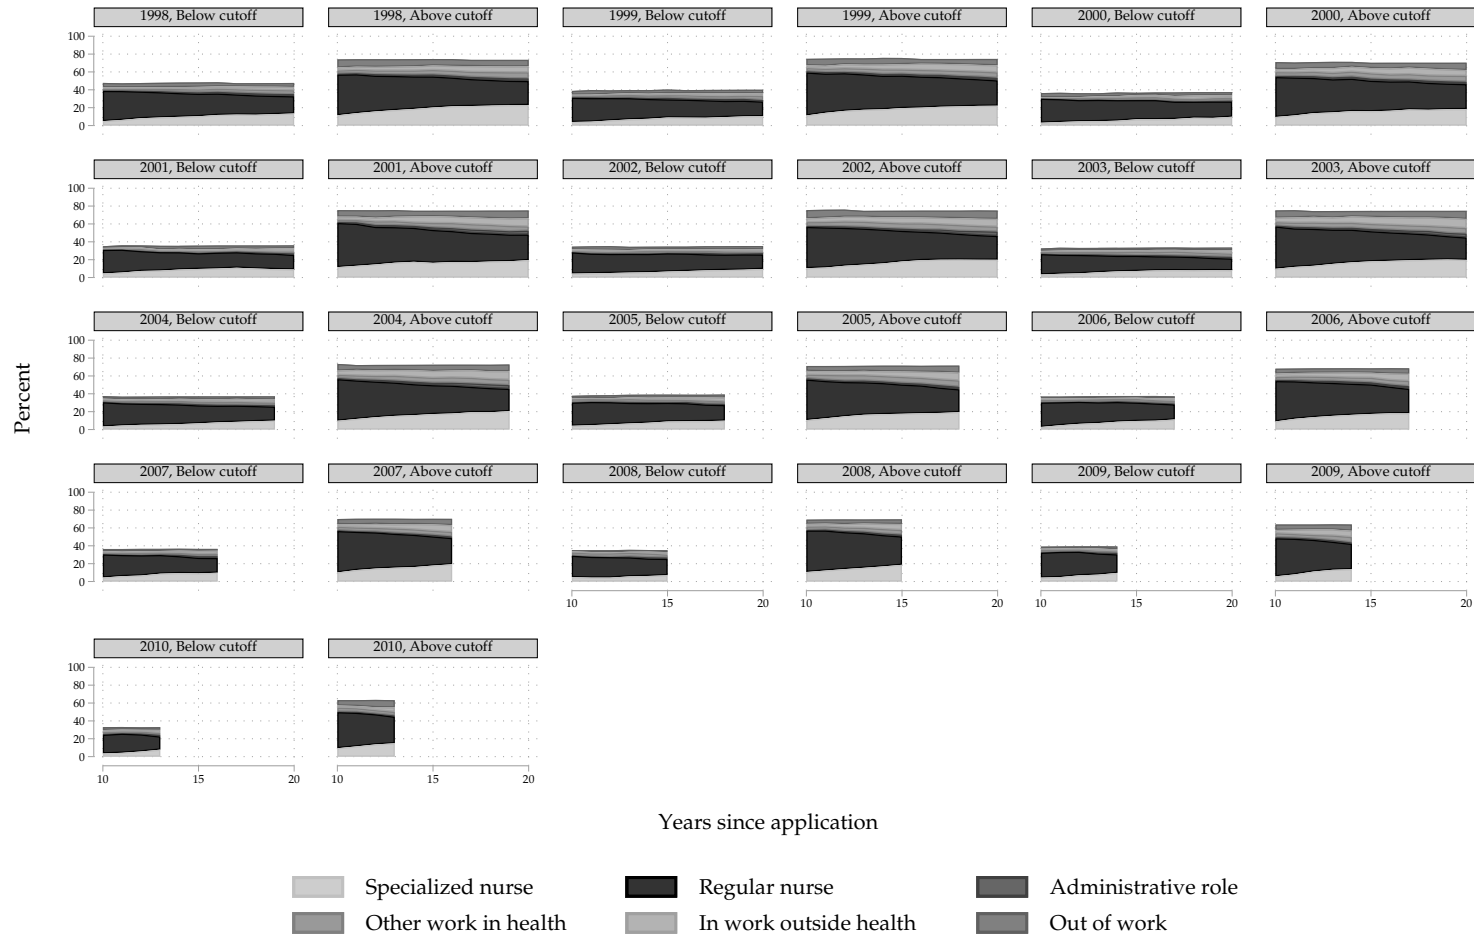 1998, Below cutoff 1998, Above cutoff 1999, Below cutoff 1999, Above cutoff 2000, Below cutoff 2000, Above cutoff
100
80
60
40
20
0
2001, Below cutoff 2001, Above cutoff 2002, Below cutoff 2002, Above cutoff 2003, Below cutoff 2003, Above cutoff
100
80
60
40
20
0
2004, Below cutoff 2004, Above cutoff 2005, Below cutoff 2005, Above cutoff 2006, Below cutoff 2006, Above cutoff
100
80
60
40
20
0
Percent
2007, Below cutoff 2007, Above cutoff 2008, Below cutoff 2008, Above cutoff 2009, Below cutoff 2009, Above cutoff
100
80
60
40
20
0
10 20 10 15 20 10 15 20 10 15 20
2010, Below cutoff 2010, Above cutoff
100
80
60
40
20
0
10 15 20 10 15 20
Years since application
Specialized nurse Regular nurse Administrative role
Other work in health In work outside health Out of work